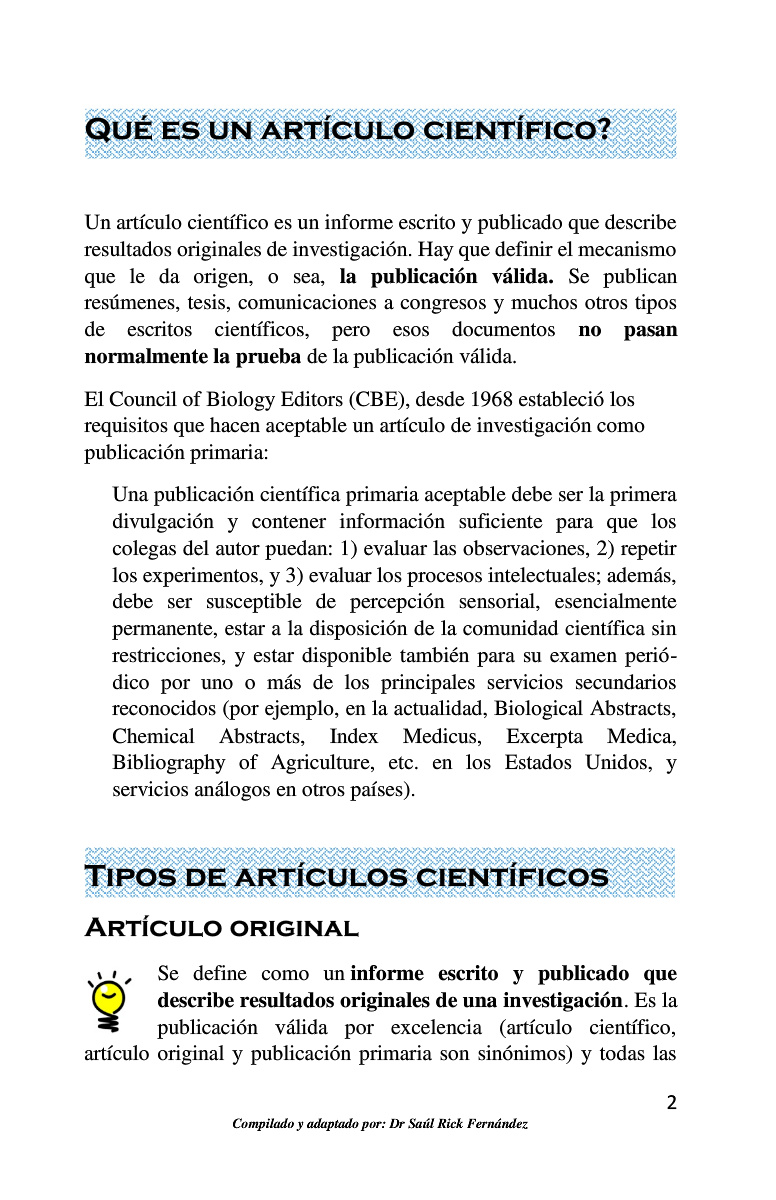 QUÉ ES UN ARTÍCULO CIENTÍFICO?
Un artículo científico es un informe escrito y publicado que describe
resultados originales de investigación. Hay que definir el mecanismo
que le da origen, o sea, la publicación válida. Se publican
resúmenes, tesis, comunicaciones a congresos y muchos otros tipos
de escritos científicos, pero esos documentos no pasan
normalmente la prueba de la publicación válida.
El Council of Biology Editors (CBE), desde 1968 estableció los
requisitos que hacen aceptable un artículo de investigación como
publicación primaria:
Una publicación científica primaria aceptable debe ser la primera
divulgación y contener información suficiente para que los
colegas del autor puedan: 1) evaluar las observaciones, 2) repetir
los experimentos, y 3) evaluar los procesos intelectuales; además,
debe ser susceptible de percepción sensorial, esencialmente
permanente, estar a la disposición de la comunidad científica sin
restricciones, y estar disponible también para su examen perió-
dico por uno o más de los principales servicios secundarios
reconocidos (por ejemplo, en la actualidad, Biological Abstracts,
Chemical Abstracts, Index Medicus, Excerpta Medica,
Bibliography of Agriculture, etc. en los Estados Unidos, y
servicios análogos en otros países).
TIPOS DE ARTÍCULOS CIENTÍFICOS
ARTÍCULO ORIGINAL
Se define como un informe escrito y publicado que
describe resultados originales de una investigación. Es la
publicación válida por excelencia (artículo científico,
artículo original y publicación primaria son sinónimos) y todas las
2
Compilado y adaptado por: Dr Saúl Rick Fernández